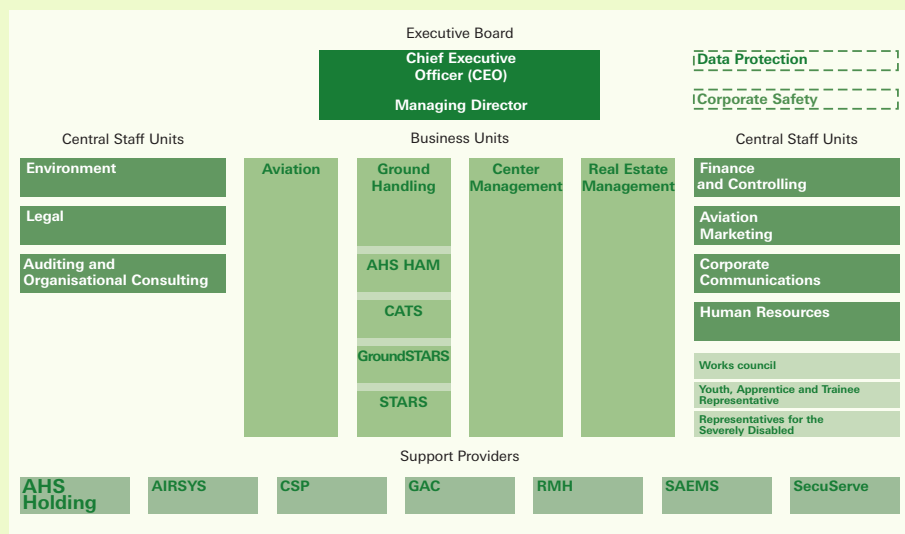 Executive Board
Chief Executive
Officer (CEO)
Managing Director
Data Protection
Corporate Safety
Central Staff Units
Environment
Legal
Auditing and
Organisational Consulting
Business Units
Aviation
Ground
Handling
AHS HAM
CATS
GroundSTARS
STARS
Center
Management
Real Estate
Management
Central Staff Units
Finance
and Controlling
Aviation
Marketing
Corporate
Communications
Human Resources
Works council
Youth, Apprentice and Trainee
Representative
Representatives for the
Severely Disabled
Support Providers
AHS
Holding
AIRSYS
CSP
GAC
RMH
SAEMS
SecuServe